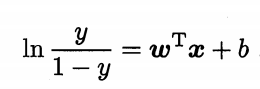 ln y/(1 − y) = wᵀx + b